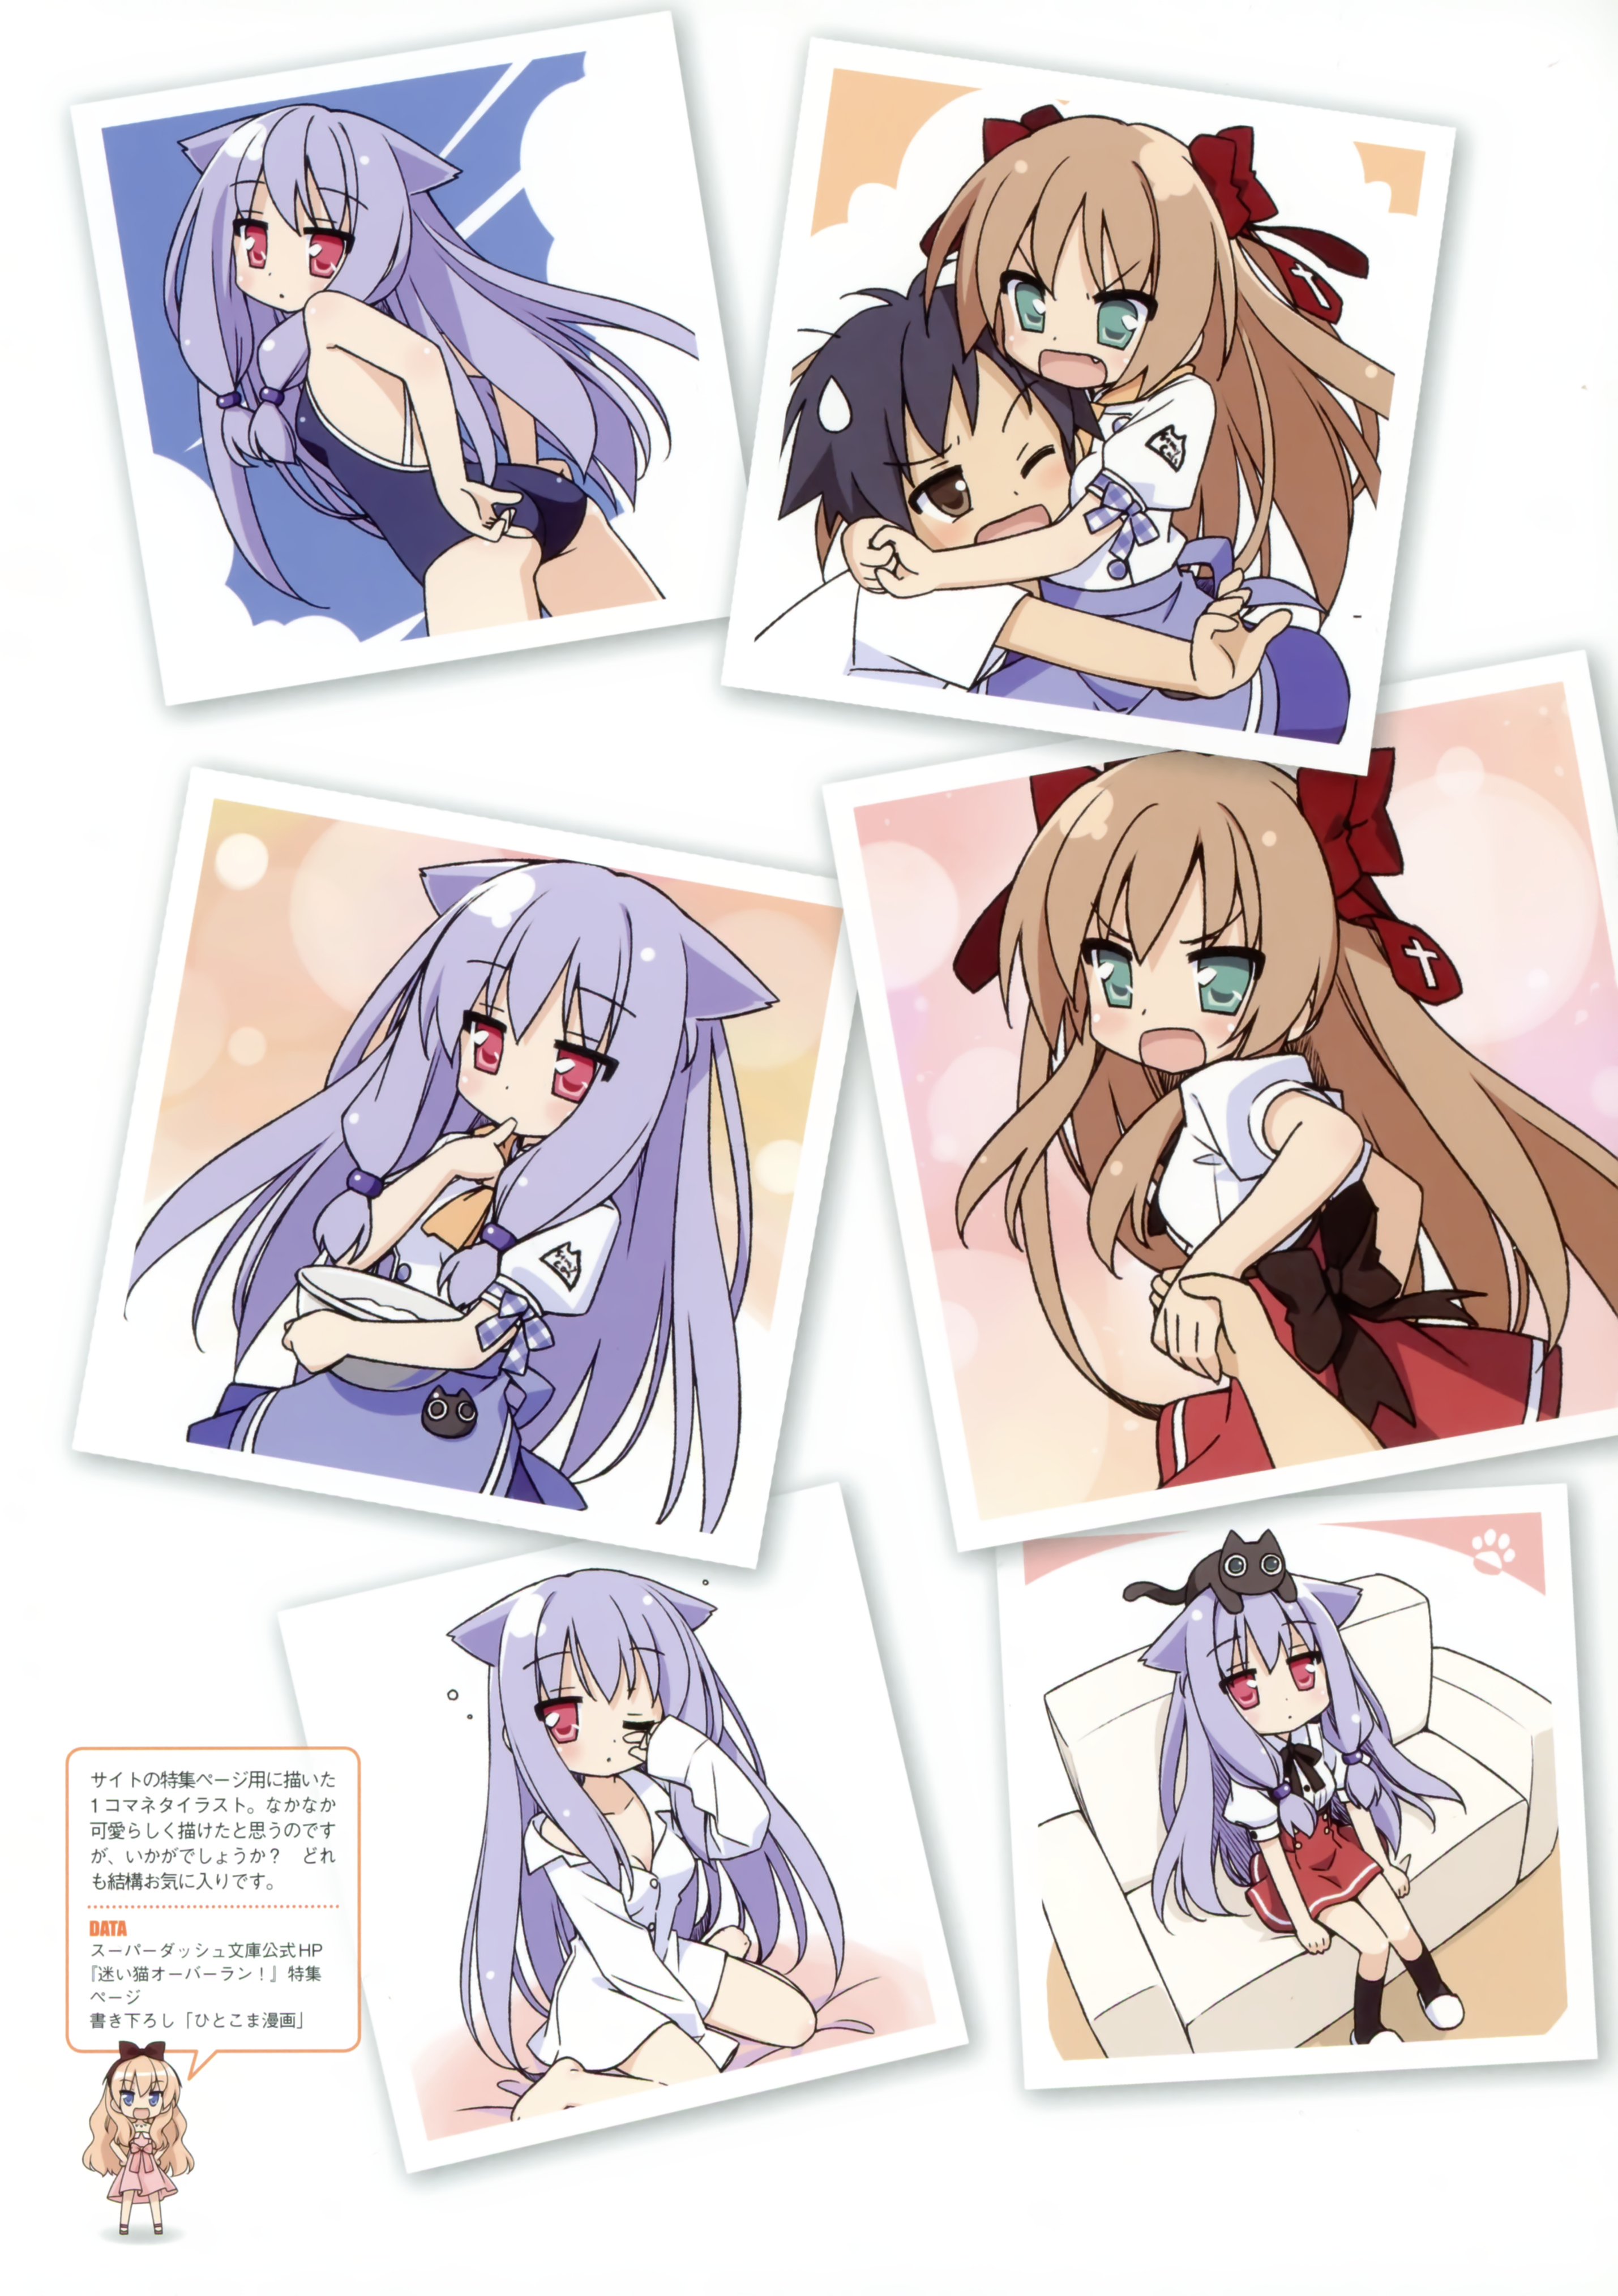 サイトの特集ページ用に描いた
1コマネタイラスト。なかなか
可愛らしく描けたと思うのです
が、いかがでしょうか？　どれ
も結構お気に入りです。
DATA
スーパーダッシュ文庫公式HP
『迷い猫オーバーラン！』特集
ページ
書き下ろし「ひとこま漫画」